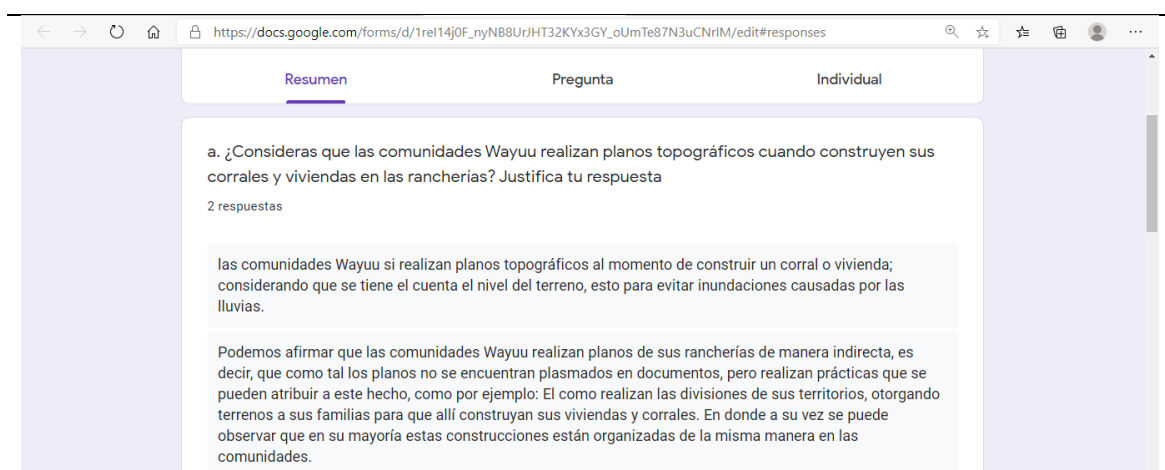 https://docs.google.com/forms/d/1reI14j0F_nyNB8UrJHT32KYx3GY_oUmTe87N3uCNrIM/edit#responses
Resumen Pregunta Individual
a. ¿Consideras que las comunidades Wayuu realizan planos topográficos cuando construyen sus
corrales y viviendas en las rancherías? Justifica tu respuesta
2 respuestas
las comunidades Wayuu si realizan planos topográficos al momento de construir un corral o vivienda;
considerando que se tiene el cuenta el nivel del terreno, esto para evitar inundaciones causadas por las
lluvias.
Podemos afirmar que las comunidades Wayuu realizan planos de sus rancherías de manera indirecta, es
decir, que como tal los planos no se encuentran plasmados en documentos, pero realizan prácticas que se
pueden atribuir a este hecho, como por ejemplo: El como realizan las divisiones de sus territorios, otorgando
terrenos a sus familias para que allí construyan sus viviendas y corrales. En donde a su vez se puede
observar que en su mayoría estas construcciones están organizadas de la misma manera en las
comunidades.